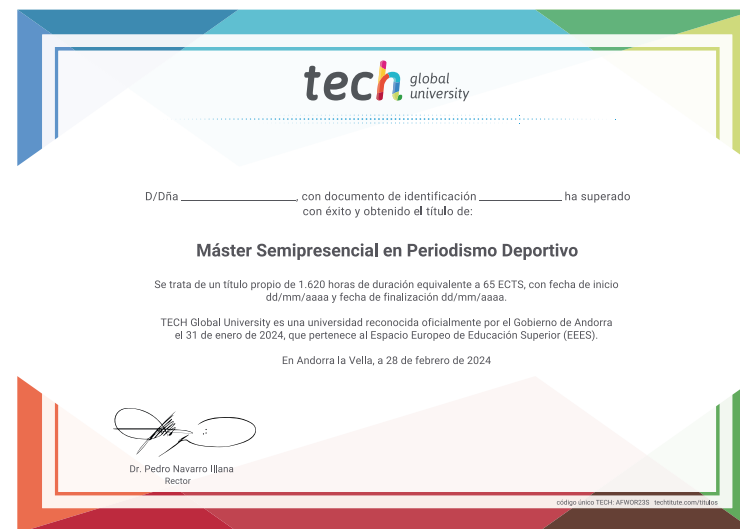 tech global university
D/Dña ____________, con documento de identificación ____________ ha superado
con éxito y obtenido el título de:
Máster Semipresencial en Periodismo Deportivo
Se trata de un título propio de 1.620 horas de duración equivalente a 65 ECTS, con fecha de inicio
dd/mm/aaaa y fecha de finalización dd/mm/aaaa.
TECH Global University es una universidad reconocida oficialmente por el Gobierno de Andorra
el 31 de enero de 2024, que pertenece al Espacio Europeo de Educación Superior (EEES).
En Andorra la Vella, a 28 de febrero de 2024
Dr. Pedro Navarro Illana
Rector
código único TECH: AFWOR23S techtitute.com/titulos